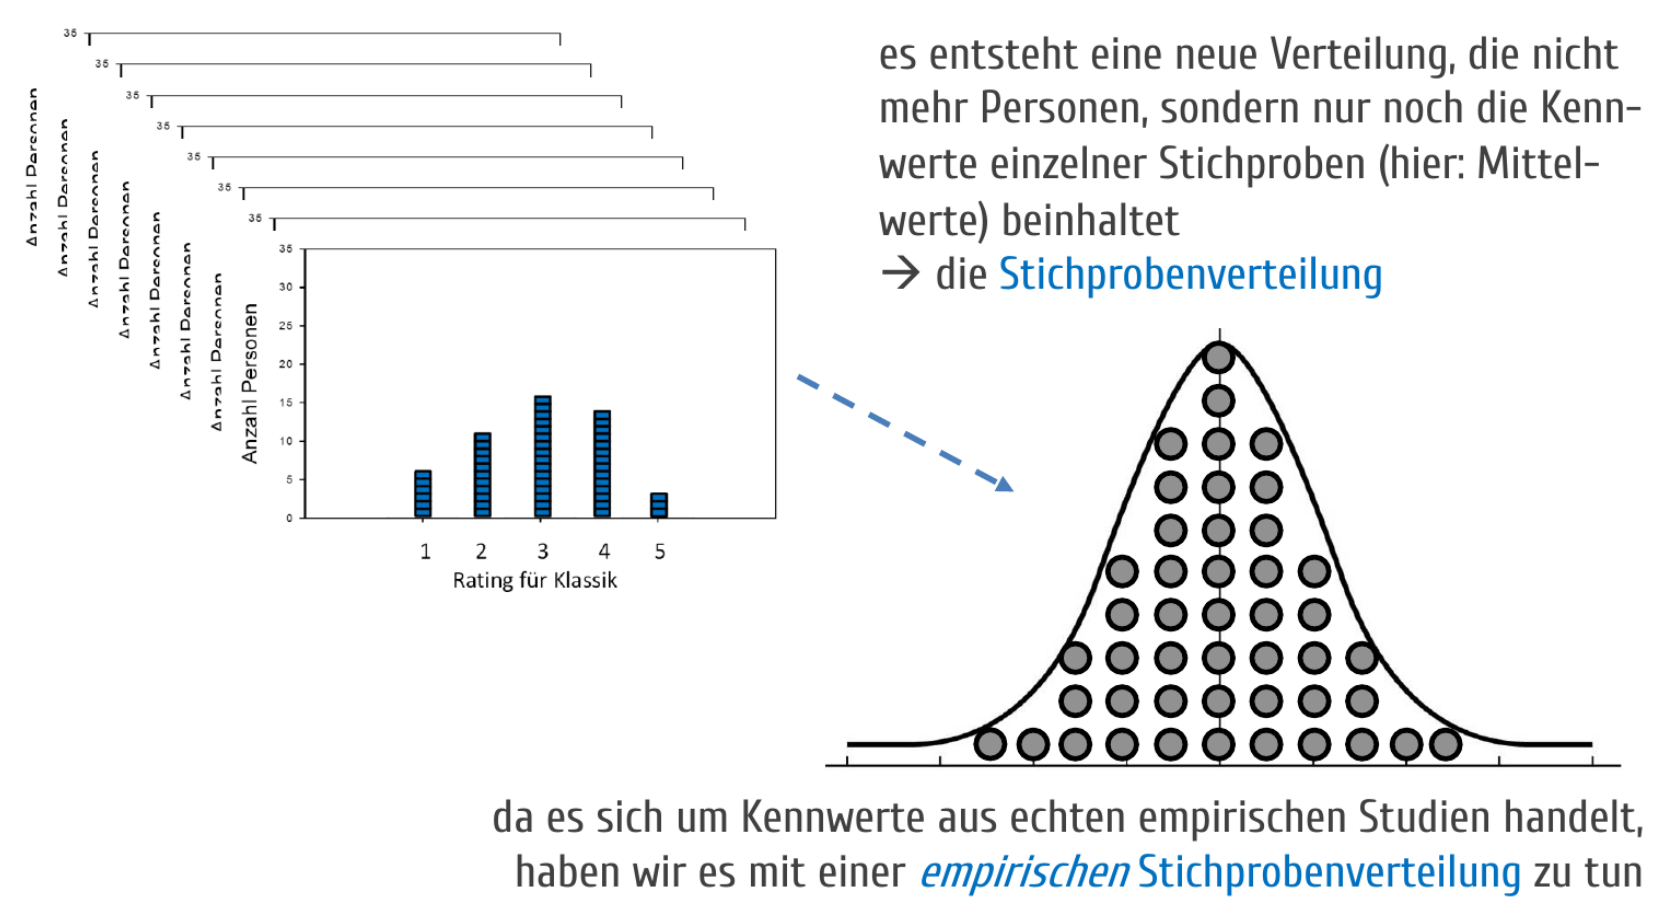 35
35
35
35
35
35
35
35
30
25
20
15
10
5
0
Anzahl Personen
Anzahl Personen
Anzahl Personen
Anzahl Personen
Anzahl Personen
Anzahl Personen
Anzahl Personen
Anzahl Personen
1 2 3 4 5
Rating für Klassik
es entsteht eine neue Verteilung, die nicht
mehr Personen, sondern nur noch die Kenn-
werte einzelner Stichproben (hier: Mittel-
werte) beinhaltet
→ die Stichprobenverteilung
da es sich um Kennwerte aus echten empirischen Studien handelt,
haben wir es mit einer empirischen Stichprobenverteilung zu tun